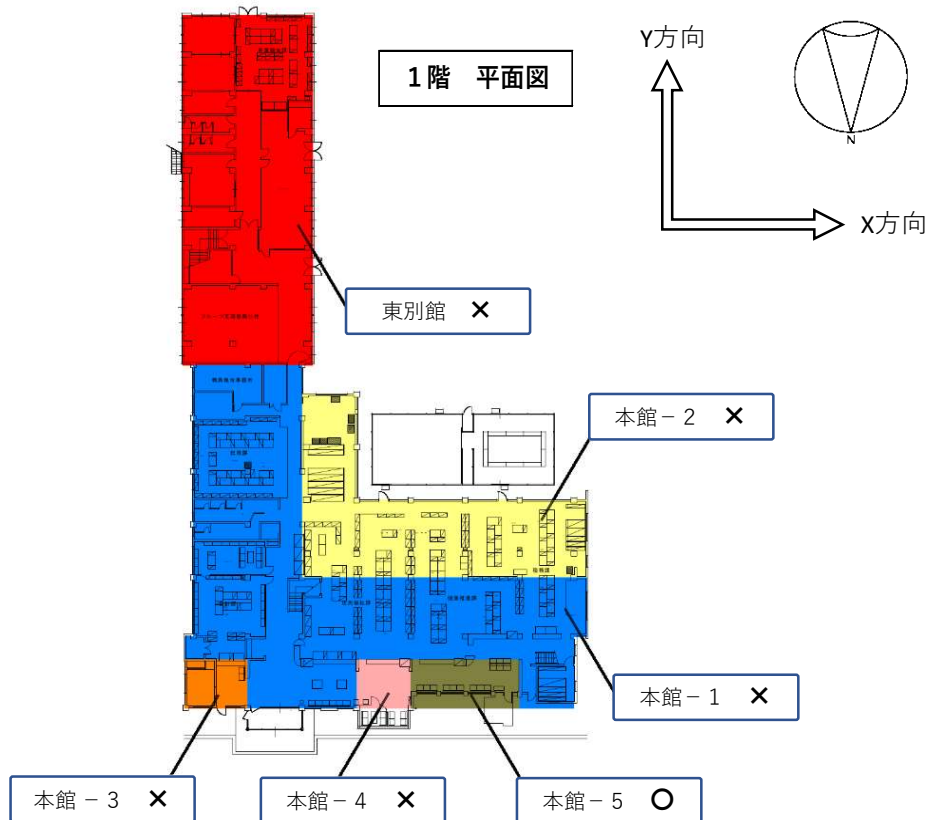 1階 平面図
Y方向
X方向
N
東別館 ×
本館－2 ×
本館－1 ×
本館－3 ×
本館－4 ×
本館－5 ○